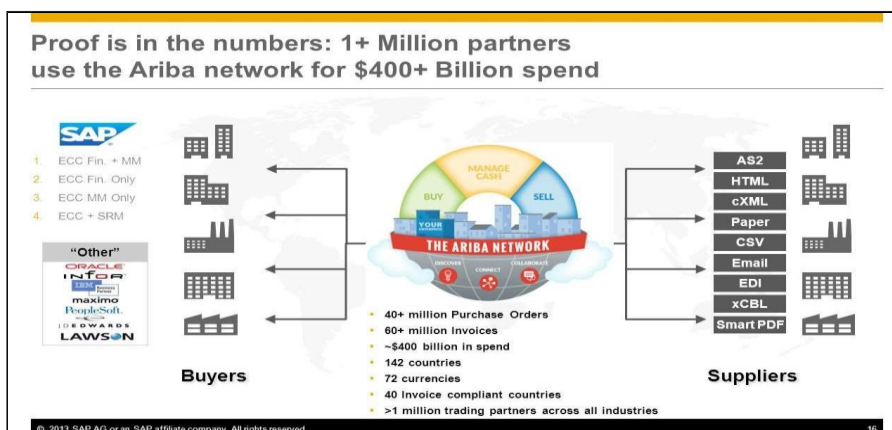 Proof is in the numbers: 1+ Million partners
use the Ariba network for $400+ Billion spend
SAP
1. ECC Fin. + MM
2. ECC Fin. Only
3. ECC MM Only
4. ECC + SRM
"Other"
ORACLE
INFOR
IBM
Business
Partner
maximo
PeopleSoft.
JDEDWARDS
LAWSON
Buyers
MANAGE
CASH
BUY
SELL
YOUR
THE ARIBA NETWORK
DISCOVER
CONNECT
COLLABORATE
• 40+ million Purchase Orders
• 60+ million Invoices
• ~$400 billion in spend
• 142 countries
• 72 currencies
• 40 Invoice compliant countries
• >1 million trading partners across all industries
AS2
HTML
cXML
Paper
CSV
Email
EDI
xCBL
Smart PDF
Suppliers
© 2013 SAP AG or an SAP affiliate company. All rights reserved.
16